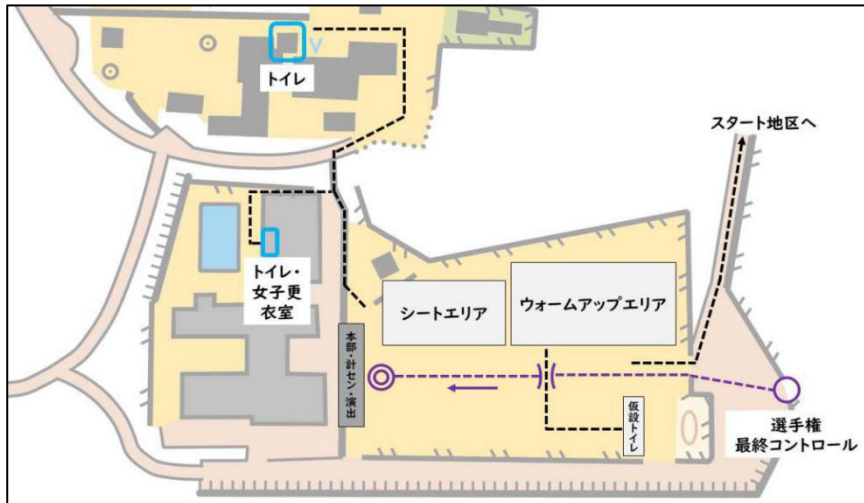 トイレ
スタート地区へ
トイレ・
女子更
衣室
シートエリア
ウォームアップエリア
本部・計セン・演出
仮設トイレ
選手権
最終コントロール